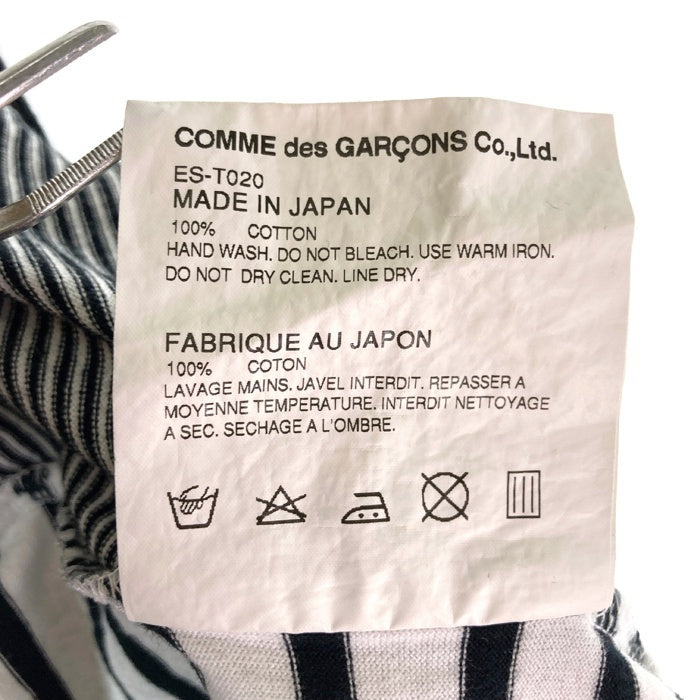 COMME des GARÇONS Co.,Ltd.
ES-T020
MADE IN JAPAN
100% COTTON
HAND WASH. DO NOT BLEACH. USE WARM IRON.
DO NOT DRY CLEAN. LINE DRY.
FABRIQUE AU JAPON
100% COTON
LAVAGE MAINS. JAVEL INTERDIT. REPASSER A
MOYENNE TEMPERATURE. INTERDIT NETTOYAGE
A SEC. SECHAGE A L'OMBRE.